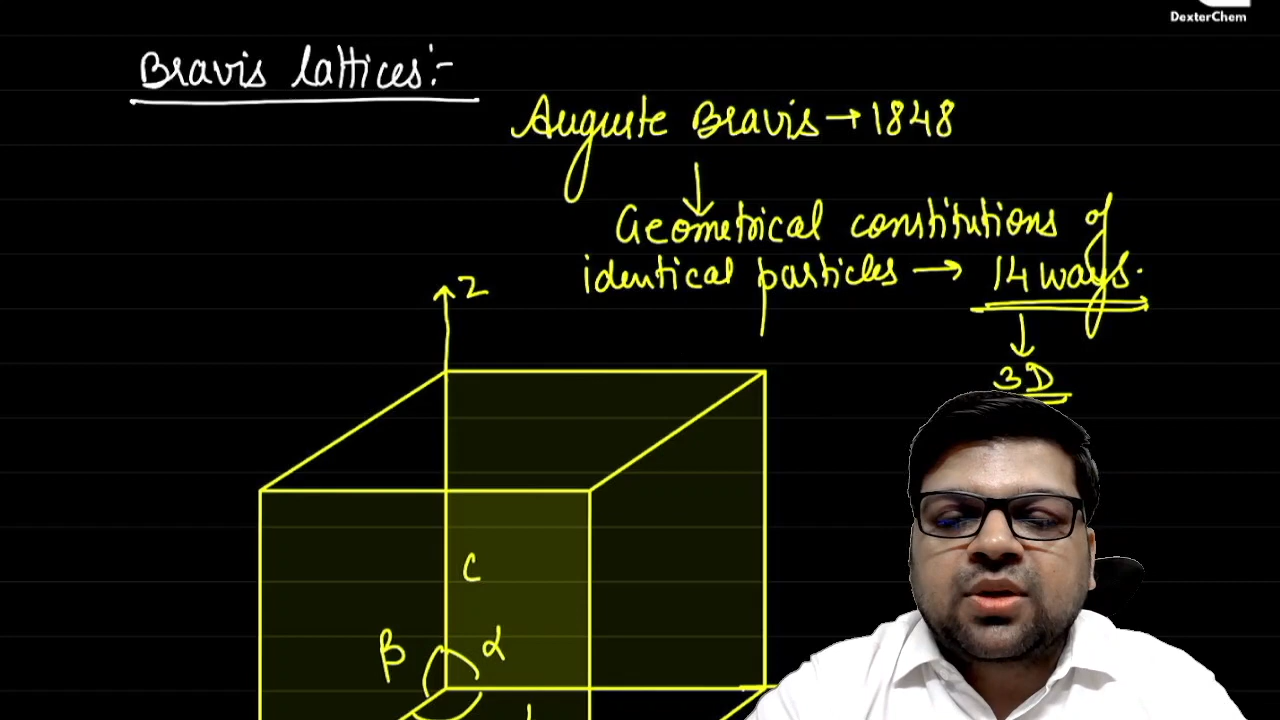 DexterChem
Bravis lattices:-
Auguste Bravis → 1848
↓
Geometrical constitutions of
identical particles → 14 ways.
↓
3D
z
c
β α